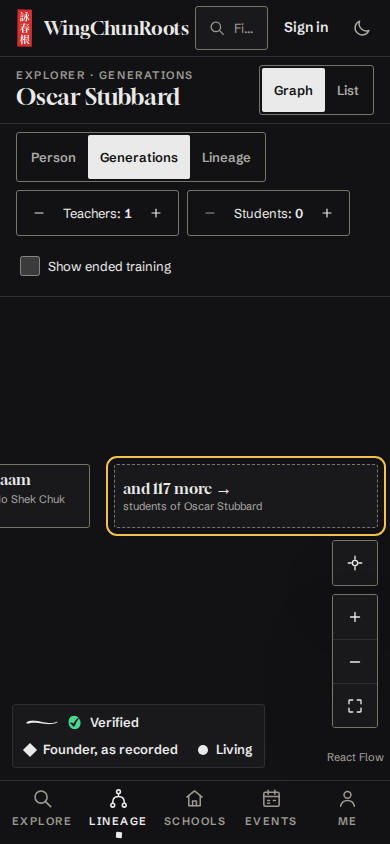 詠春根
WingChunRoots
Fi...
Sign in
EXPLORER · GENERATIONS
Oscar Stubbard
Graph
List
Person
Generations
Lineage
− Teachers: 1 +
− Students: 0 +
Show ended training
aam
o Shek Chuk
and 117 more →
students of Oscar Stubbard
+
−
Verified
Founder, as recorded
Living
React Flow
EXPLORE
LINEAGE
SCHOOLS
EVENTS
ME